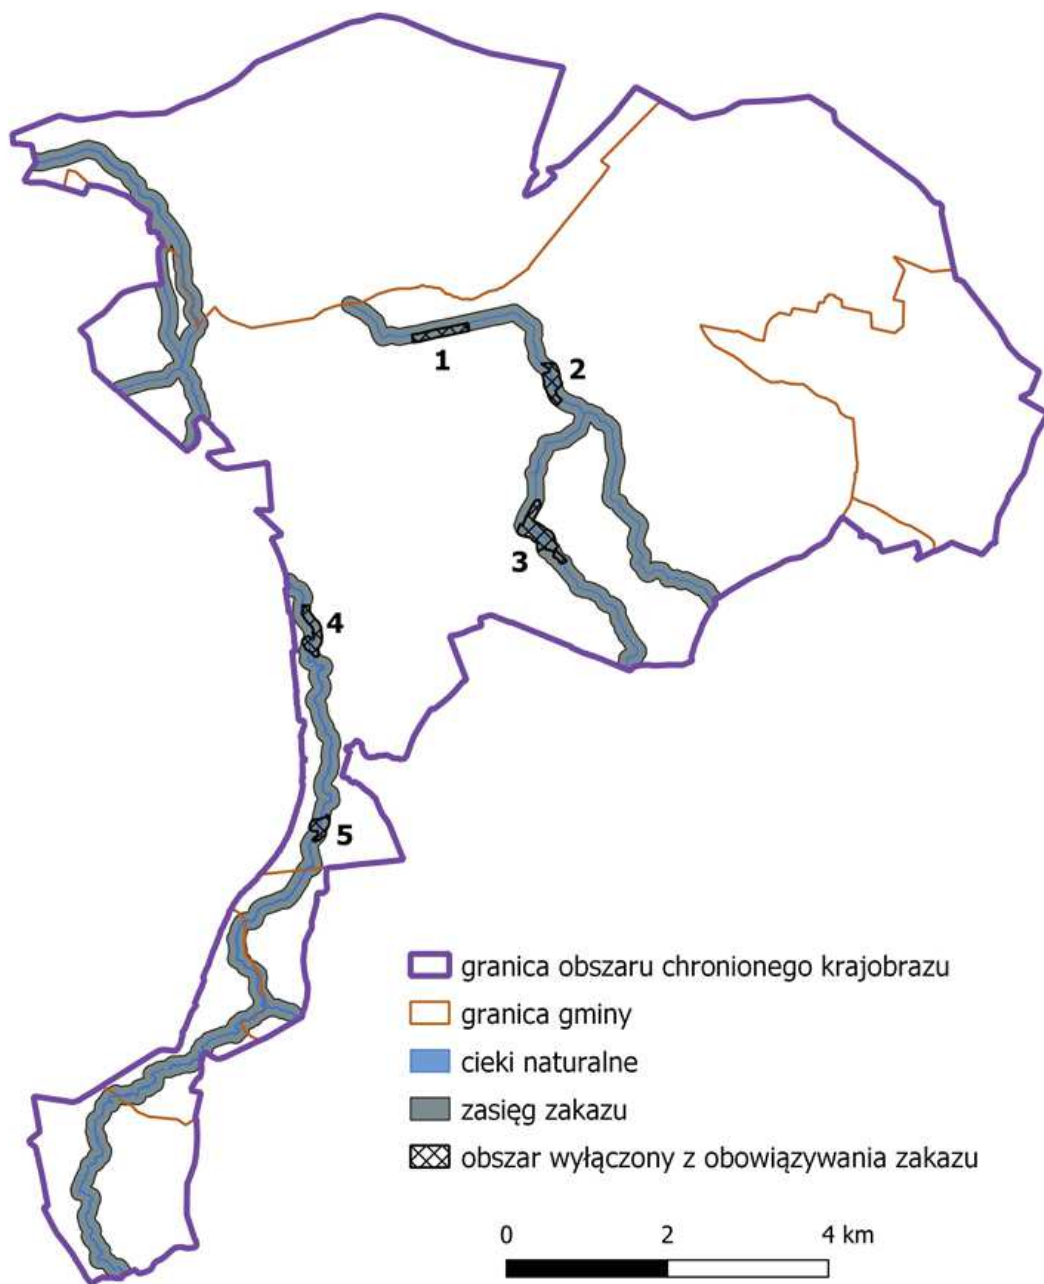 1
2
3
4
5
granica obszaru chronionego krajobrazu
granica gminy
cieki naturalne
zasięg zakazu
obszar wyłączony z obowiązywania zakazu
0 2 4 km